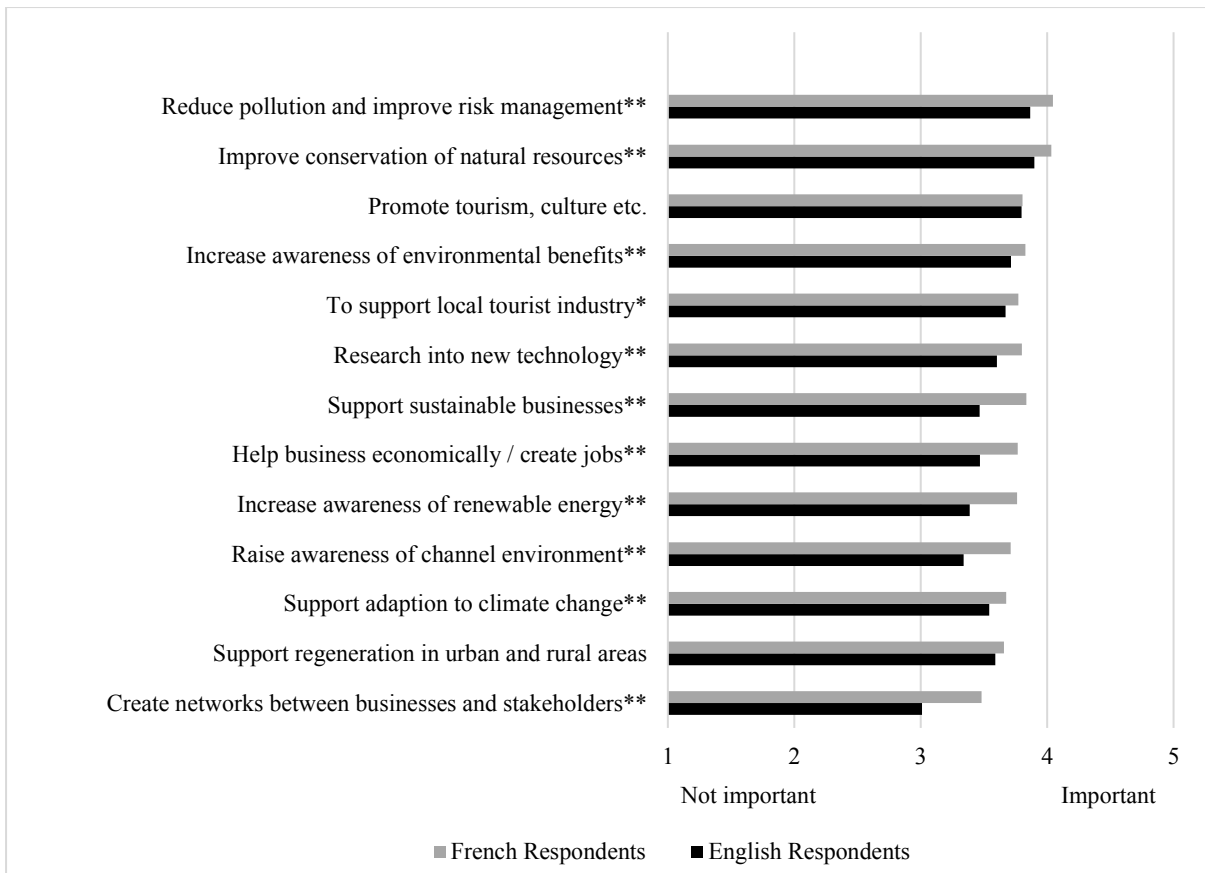 Reduce pollution and improve risk management**
Improve conservation of natural resources**
Promote tourism, culture etc.
Increase awareness of environmental benefits**
To support local tourist industry*
Research into new technology**
Support sustainable businesses**
Help business economically / create jobs**
Increase awareness of renewable energy**
Raise awareness of channel environment**
Support adaption to climate change**
Support regeneration in urban and rural areas
Create networks between businesses and stakeholders**
1 2 3 4 5
Not important Important
French Respondents English Respondents